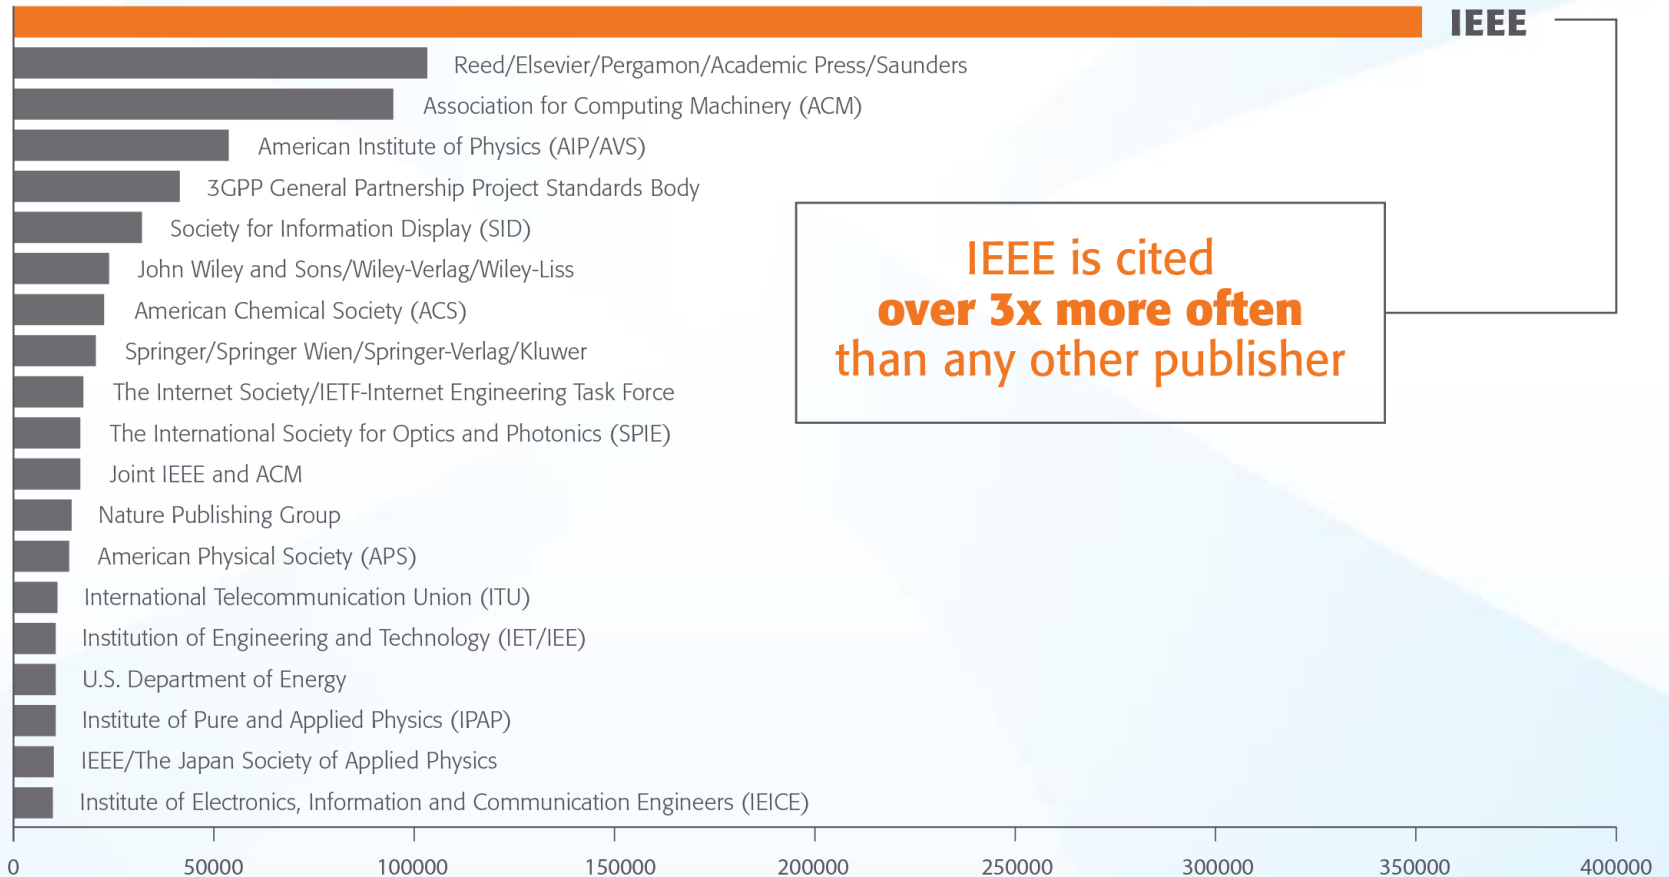 IEEE
Reed/Elsevier/Pergamon/Academic Press/Saunders
Association for Computing Machinery (ACM)
American Institute of Physics (AIP/AVS)
3GPP General Partnership Project Standards Body
Society for Information Display (SID)
John Wiley and Sons/Wiley-Verlag/Wiley-Liss
American Chemical Society (ACS)
Springer/Springer Wien/Springer-Verlag/Kluwer
The Internet Society/IETF-Internet Engineering Task Force
The International Society for Optics and Photonics (SPIE)
Joint IEEE and ACM
Nature Publishing Group
American Physical Society (APS)
International Telecommunication Union (ITU)
Institution of Engineering and Technology (IET/IEE)
U.S. Department of Energy
Institute of Pure and Applied Physics (IPAP)
IEEE/The Japan Society of Applied Physics
Institute of Electronics, Information and Communication Engineers (IEICE)
IEEE is cited
over 3x more often
than any other publisher
0 50000 100000 150000 200000 250000 300000 350000 400000